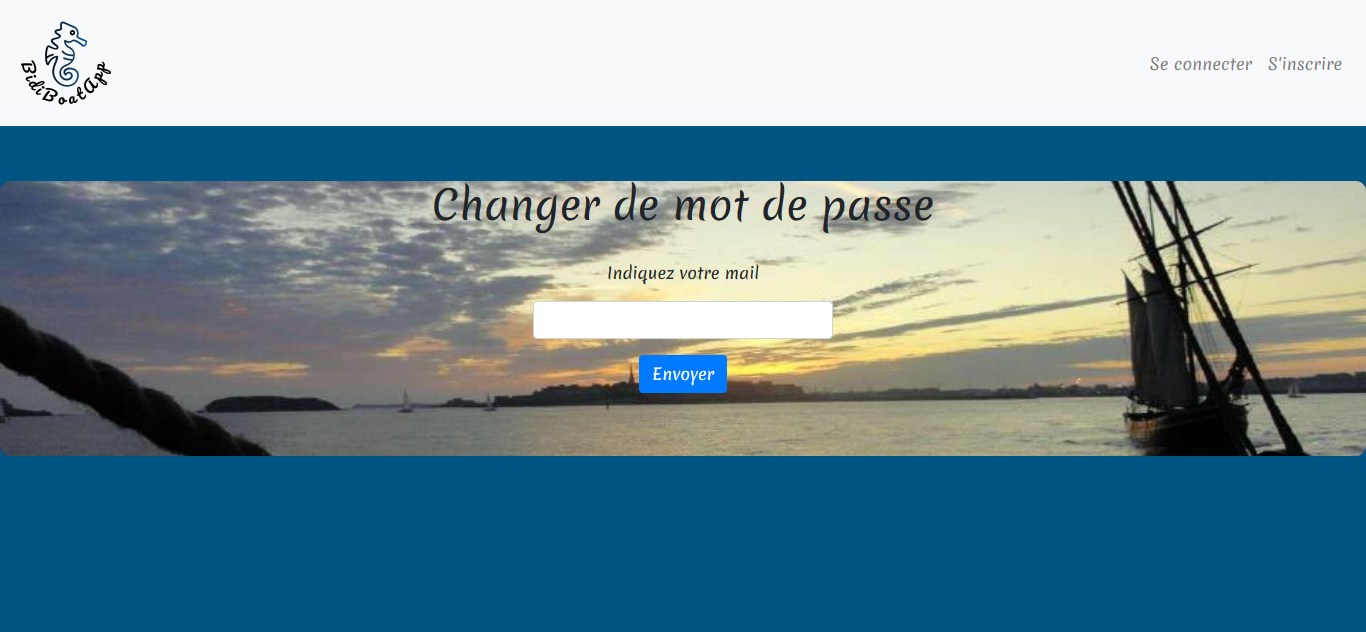 BidiBoatApp
Se connecter S'inscrire
Changer de mot de passe
Indiquez votre mail
Envoyer